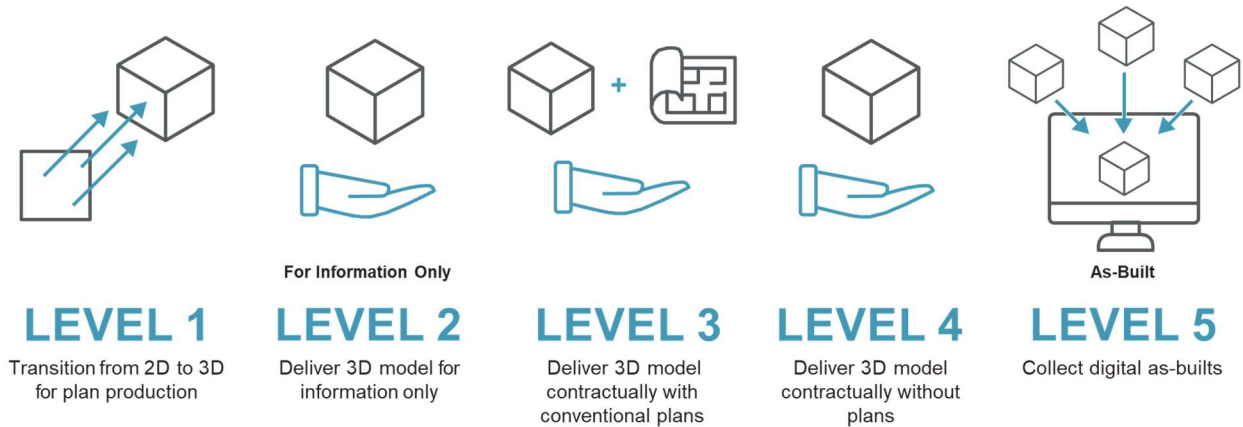 For Information Only
As-Built
LEVEL 1
LEVEL 2
LEVEL 3
LEVEL 4
LEVEL 5
Transition from 2D to 3D
for plan production
Deliver 3D model for
information only
Deliver 3D model
contractually with
conventional plans
Deliver 3D model
contractually without
plans
Collect digital as-builts